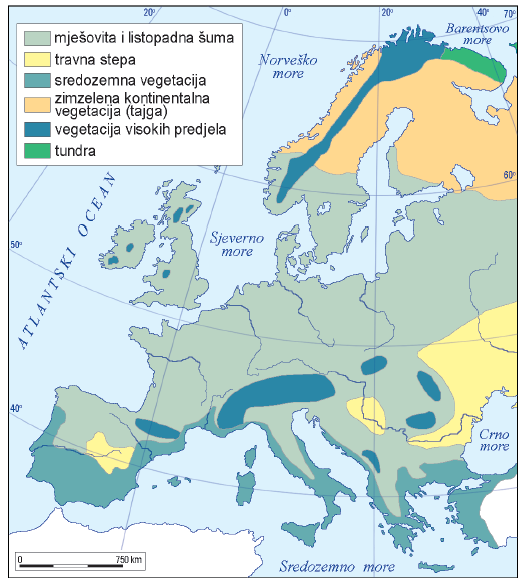 20°
0°
20°
40°
70°
Barentsovo
more
mješovita i listopadna šuma
travna stepa
sredozemna vegetacija
zimzelena kontinentalna
vegetacija (tajga)
vegetacija visokih predjela
tundra
Norveško
more
60°
ATLANTSKI OCEAN
Sjeverno
more
50°
40°
Crno
more
0
750 km
Sredozemno more